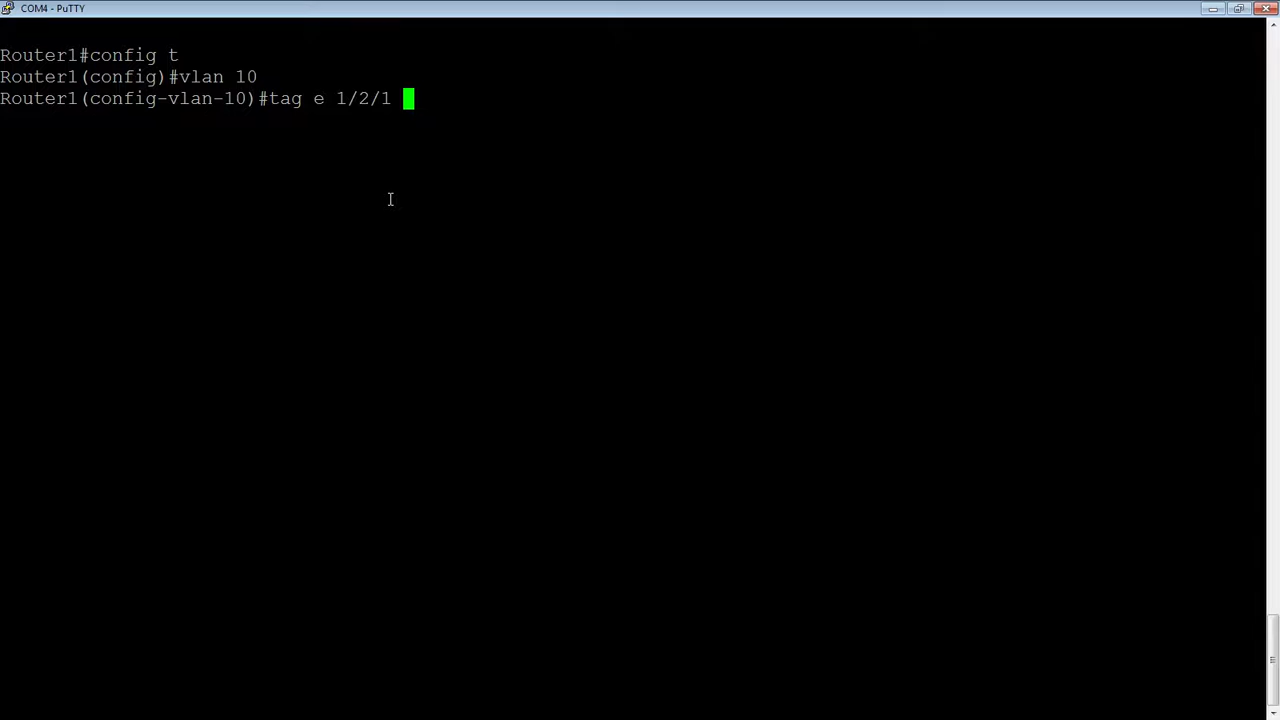 COM4 - PuTTY
Router1#config t
Router1(config)#vlan 10
Router1(config-vlan-10)#tag e 1/2/1